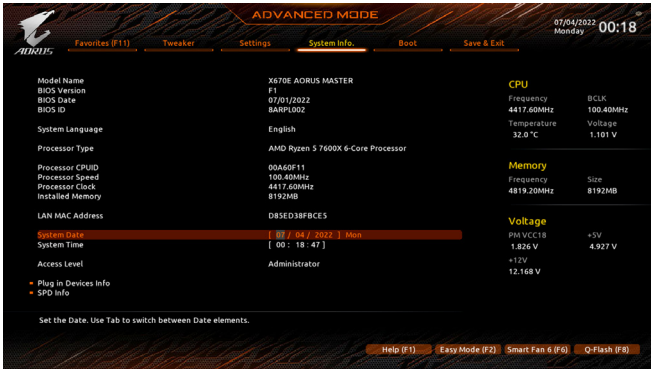 ADVANCED MODE
07/04/2022 Monday 00:18
AORUS
Favorites (F11) Tweaker Settings System Info. Boot Save & Exit
Model Name X670E AORUS MASTER
BIOS Version F1
BIOS Date 07/01/2022
BIOS ID 8ARPL002
System Language English
Processor Type AMD Ryzen 5 7600X 6-Core Processor
Processor CPUID 00A60F11
Processor Speed 100.40MHz
Processor Clock 4417.60MHz
Installed Memory 8192MB
LAN MAC Address D85ED38FBCE5
System Date [ 07 / 04 / 2022 ] Mon
System Time [ 00 : 18 : 47 ]
Access Level Administrator
Plug in Devices Info
SPD Info
CPU
Frequency BCLK
4417.60MHz 100.40MHz
Temperature Voltage
32.0 °C 1.101 V
Memory
Frequency Size
4819.20MHz 8192MB
Voltage
PM VCC18 +5V
1.826 V 4.927 V
+12V
12.168 V
Set the Date. Use Tab to switch between Date elements.
Help (F1) Easy Mode (F2) Smart Fan 6 (F6) Q-Flash (F8)